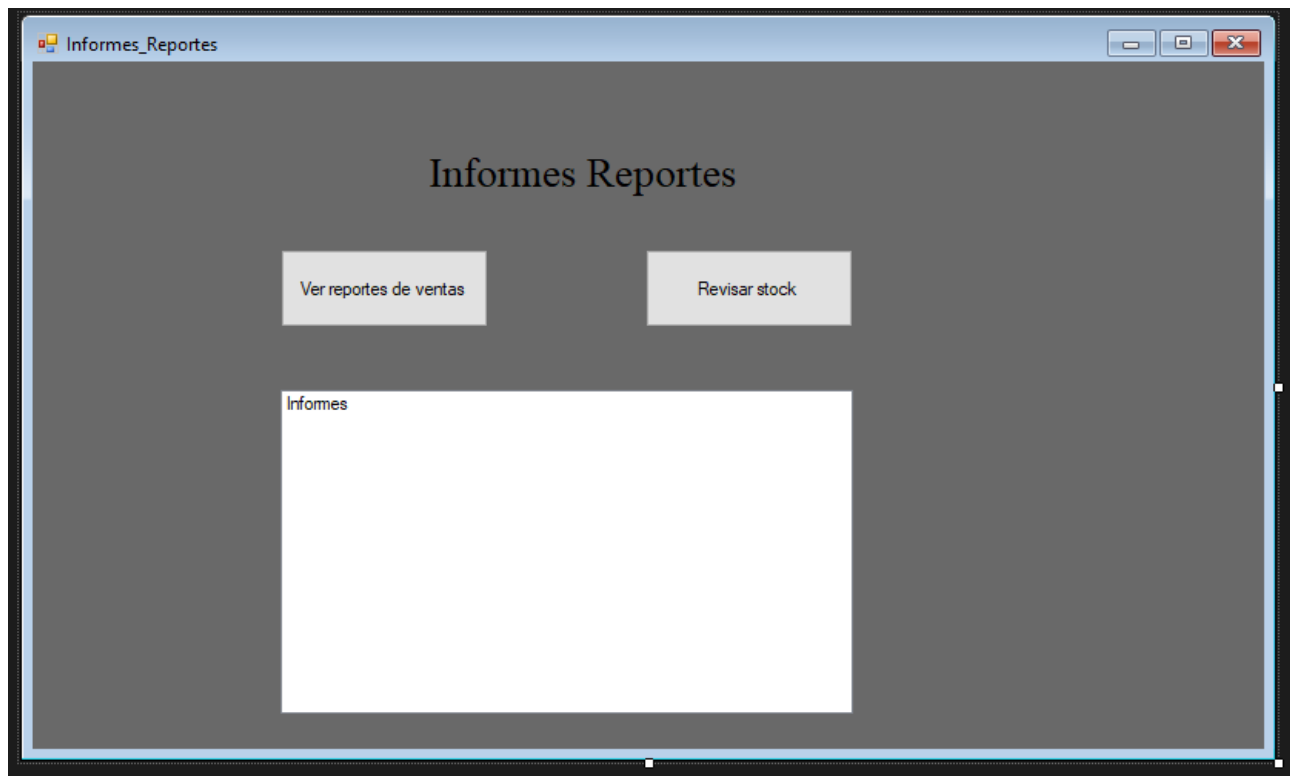 Informes_Reportes
Informes Reportes
Ver reportes de ventas
Revisar stock
Informes